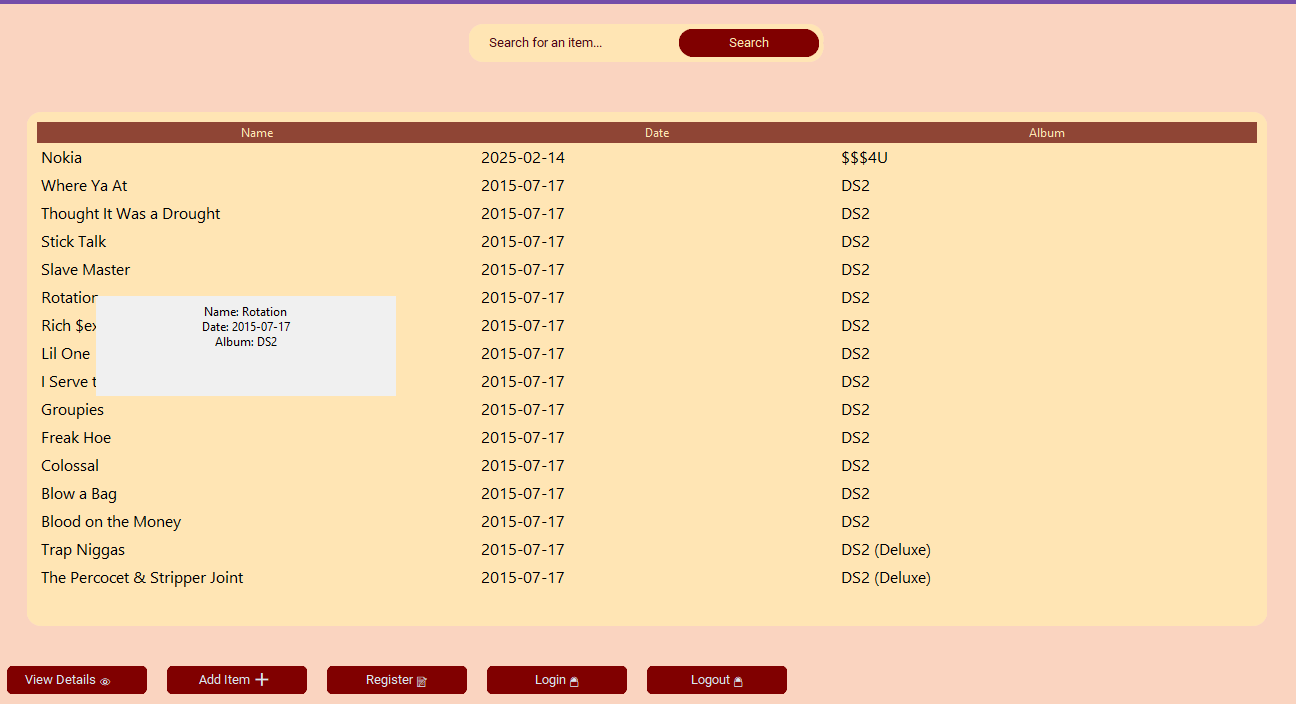 Search for an item... Search
Name Date Album
Nokia 2025-02-14 $$$4U
Where Ya At 2015-07-17 DS2
Thought It Was a Drought 2015-07-17 DS2
Stick Talk 2015-07-17 DS2
Slave Master 2015-07-17 DS2
Rotation 2015-07-17 DS2
Name: Rotation
Rich $ex 2015-07-17 DS2
Date: 2015-07-17
Album: DS2
Lil One 2015-07-17 DS2
I Serve t 2015-07-17 DS2
Groupies 2015-07-17 DS2
Freak Hoe 2015-07-17 DS2
Colossal 2015-07-17 DS2
Blow a Bag 2015-07-17 DS2
Blood on the Money 2015-07-17 DS2
Trap Niggas 2015-07-17 DS2 (Deluxe)
The Percocet & Stripper Joint 2015-07-17 DS2 (Deluxe)
View Details Add Item Register Login Logout